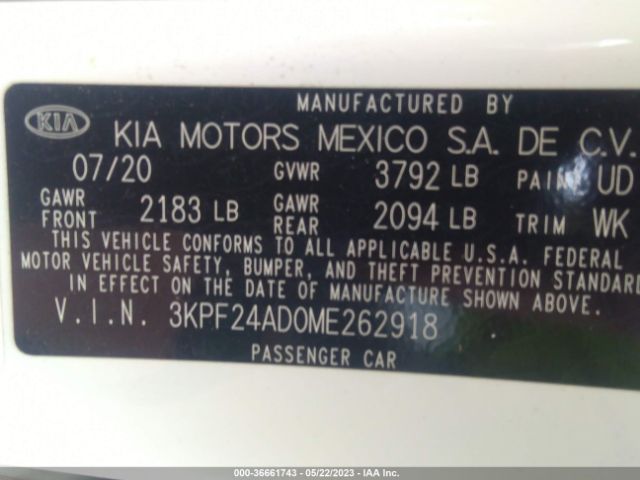 MANUFACTURED BY
KIA
KIA MOTORS MEXICO S.A. DE C.V.
07/20 GVWR 3792 LB PAINT UD
GAWR FRONT 2183 LB GAWR REAR 2094 LB TRIM WK
THIS VEHICLE CONFORMS TO ALL APPLICABLE U.S.A. FEDERAL
MOTOR VEHICLE SAFETY, BUMPER, AND THEFT PREVENTION STANDARD
IN EFFECT ON THE DATE OF MANUFACTURE SHOWN ABOVE.
V.I.N. 3KPF24AD0ME262918
PASSENGER CAR
000-36661743 - 05/22/2023 - IAA Inc.